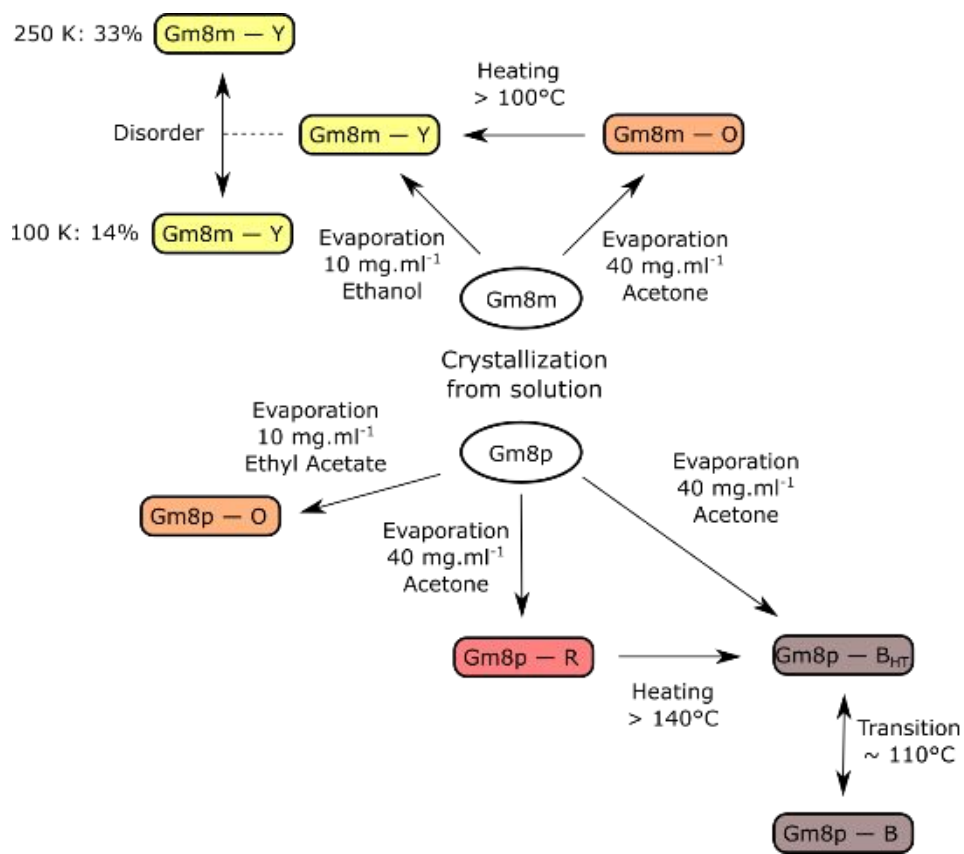 250 K: 33%
Gm8m — Y
Heating
> 100°C
Disorder
Gm8m — Y
Gm8m — O
100 K: 14%
Gm8m — Y
Evaporation
10 mg.ml⁻¹
Ethanol
Evaporation
40 mg.ml⁻¹
Acetone
Gm8m
Crystallization
from solution
Evaporation
10 mg.ml⁻¹
Ethyl Acetate
Gm8p
Evaporation
40 mg.ml⁻¹
Acetone
Gm8p — O
Evaporation
40 mg.ml⁻¹
Acetone
Gm8p — R
Gm8p — B_HT
Heating
> 140°C
Transition
~ 110°C
Gm8p — B